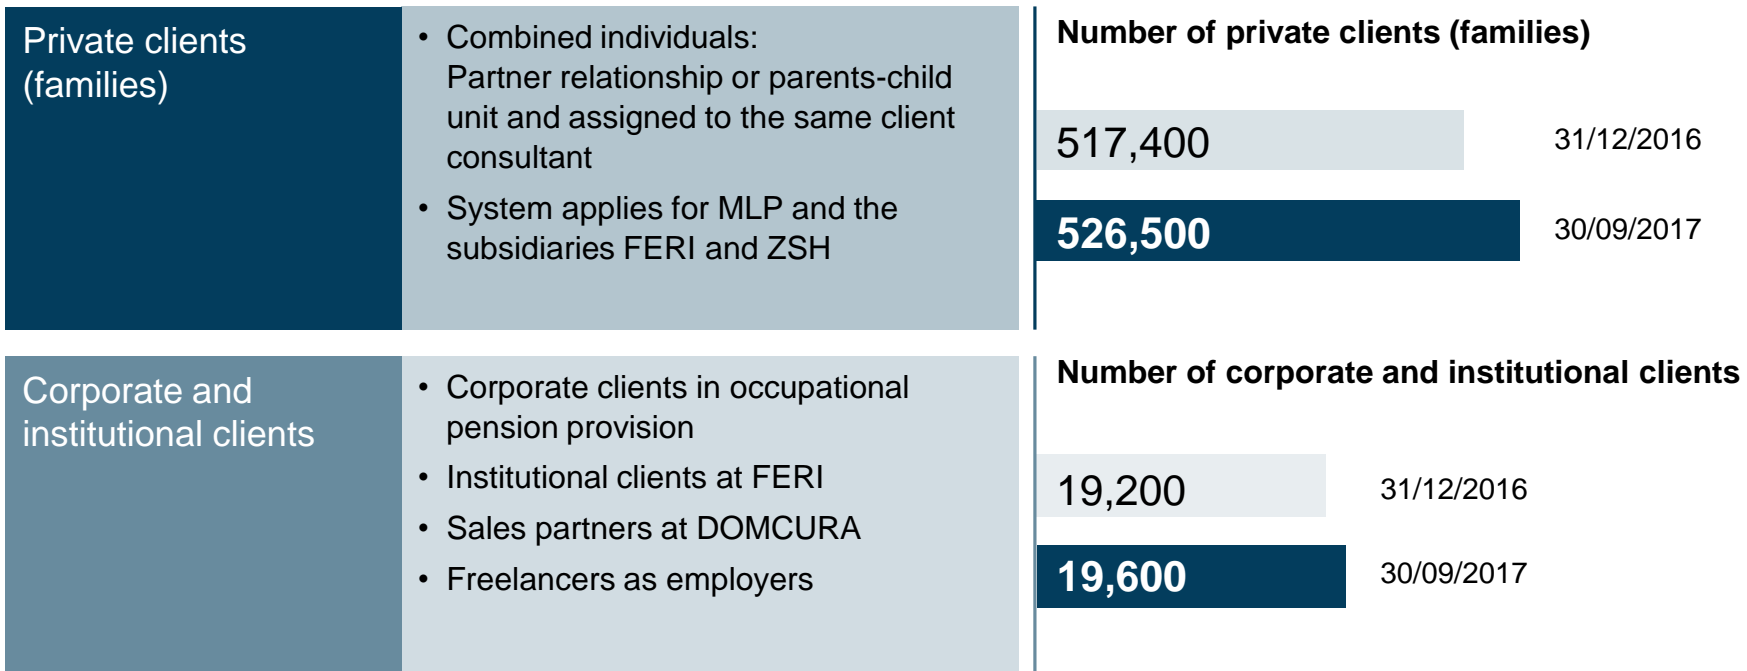 Private clients
(families)
• Combined individuals:
Partner relationship or parents-child
unit and assigned to the same client
consultant
• System applies for MLP and the
subsidiaries FERI and ZSH
Number of private clients (families)
517,400 31/12/2016
526,500 30/09/2017
Corporate and
institutional clients
• Corporate clients in occupational
pension provision
• Institutional clients at FERI
• Sales partners at DOMCURA
• Freelancers as employers
Number of corporate and institutional clients
19,200 31/12/2016
19,600 30/09/2017